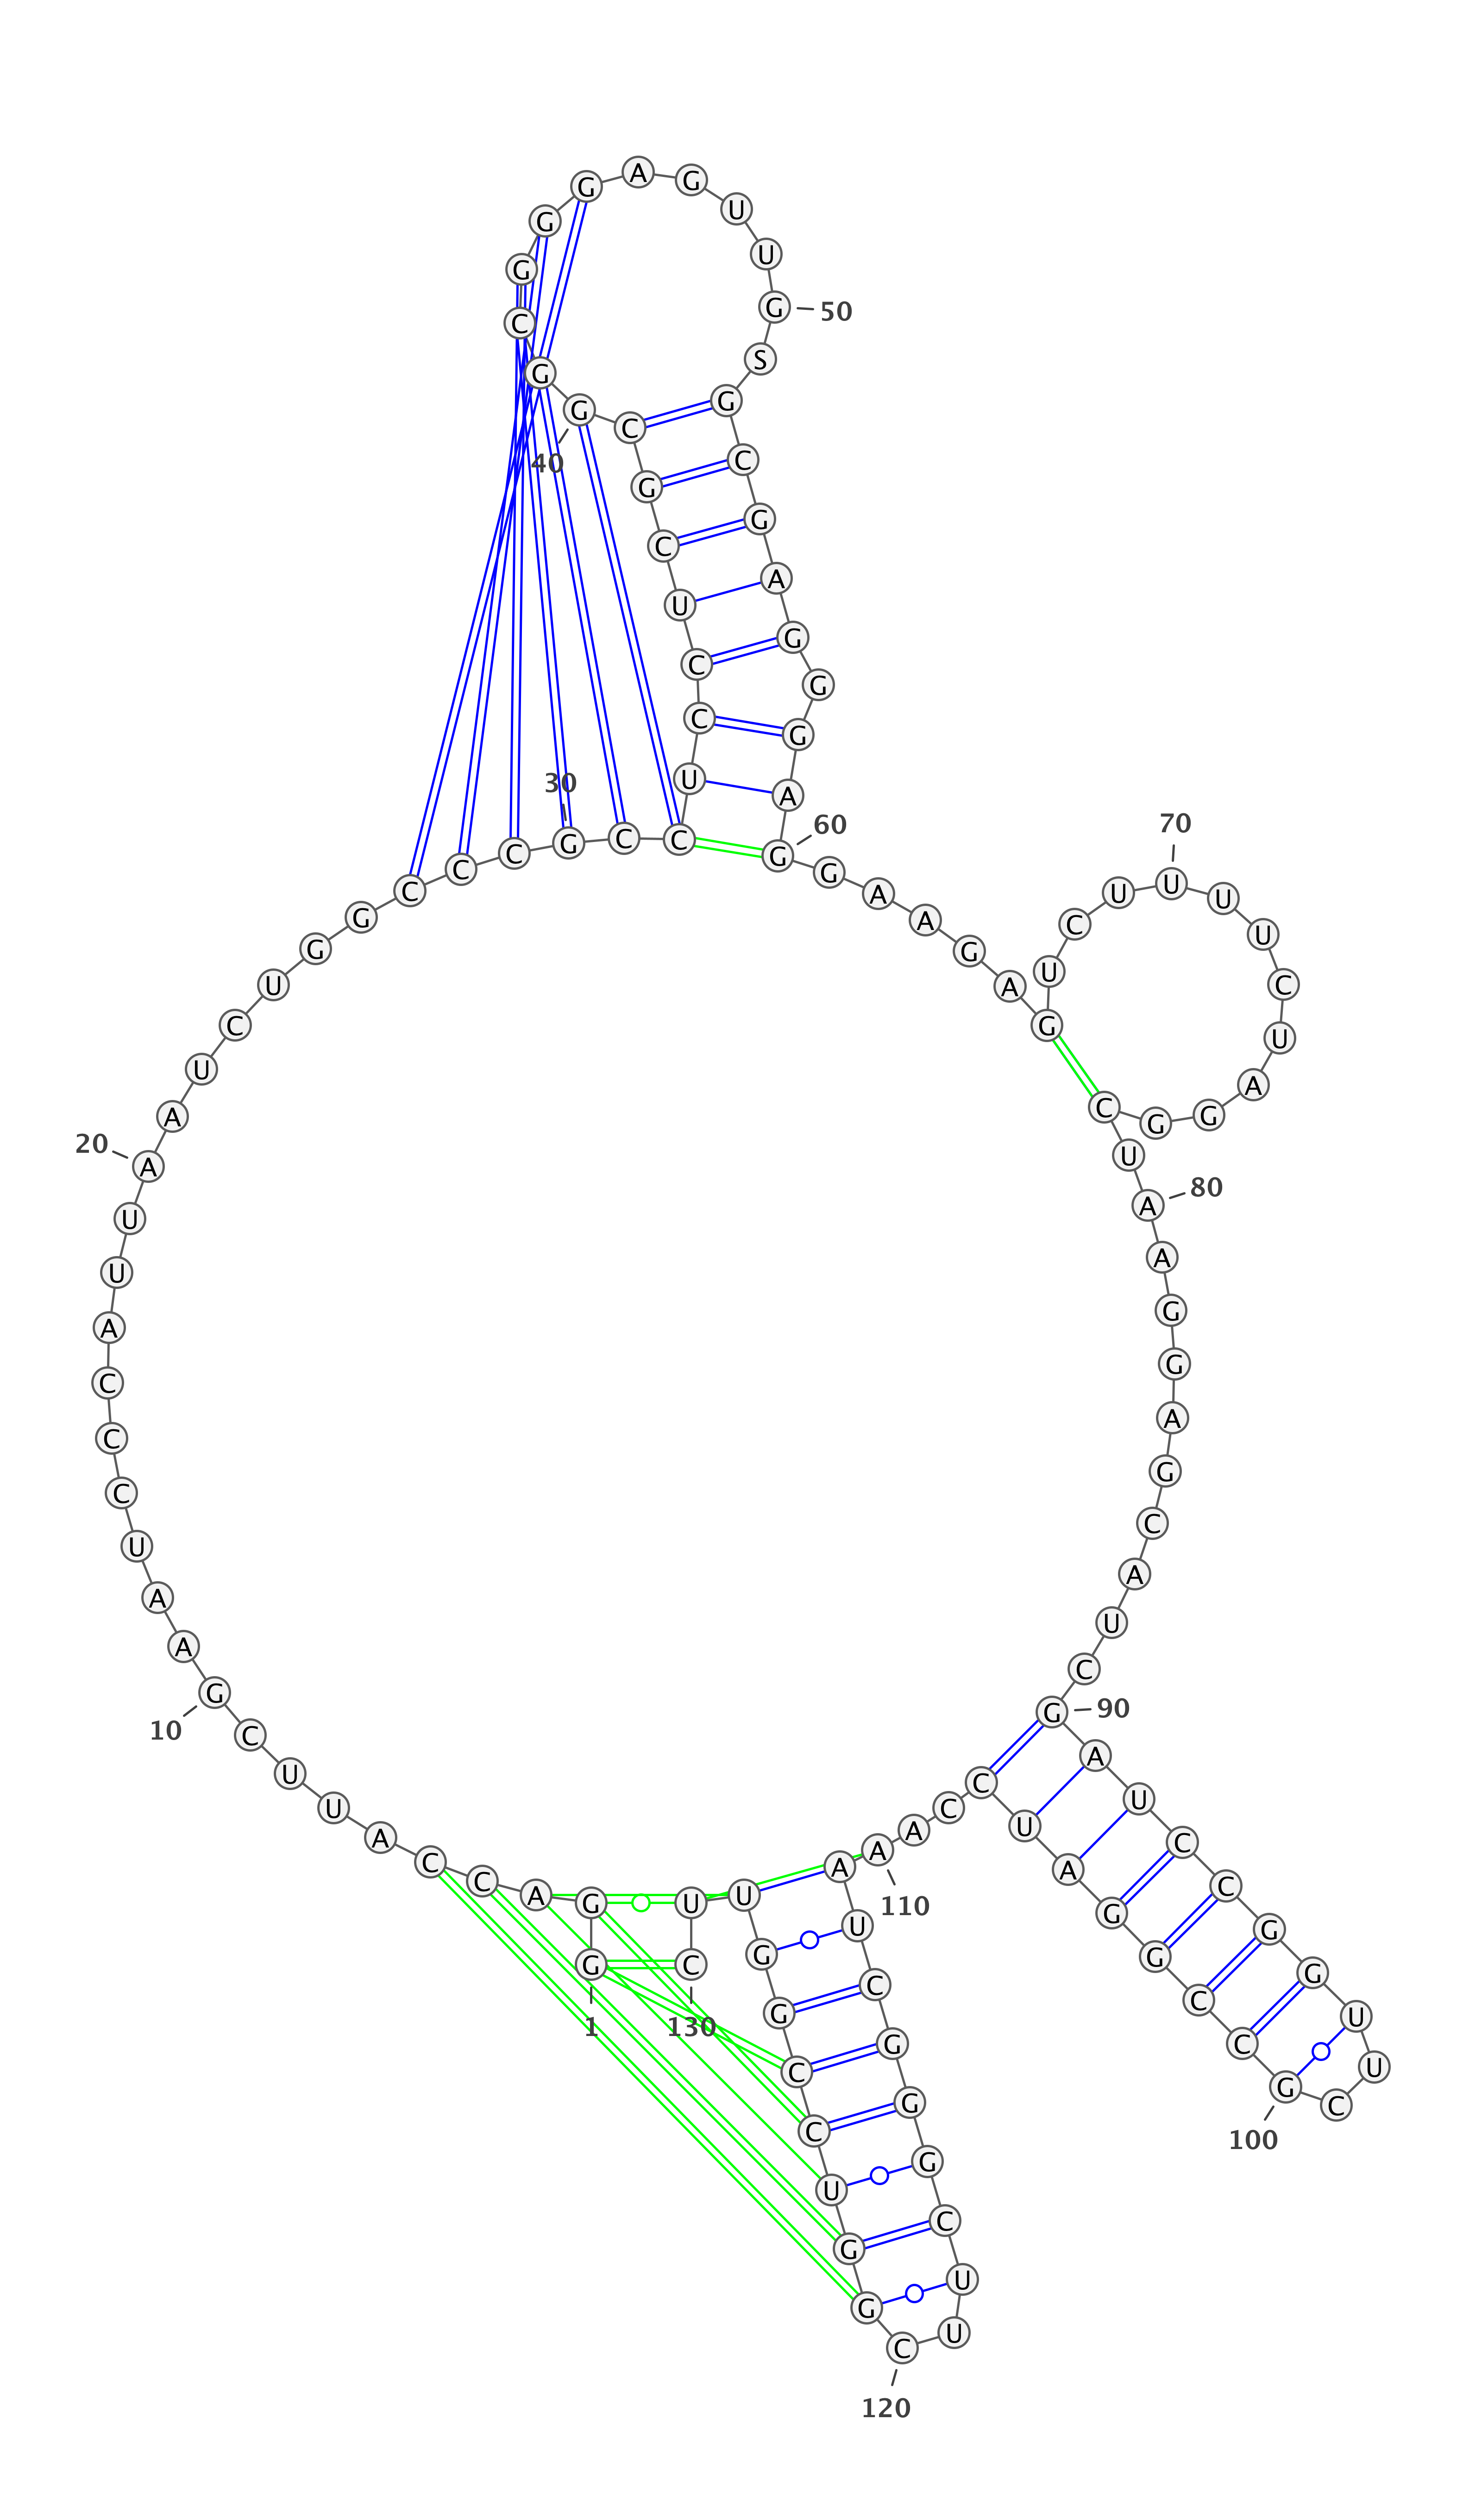 1
G G A C C A U U C G
10
A A U C C C A U U A
20
A U C U G G C C C G
30
C C U C C U C G C G
40
G C G G G A G U U G
50
S G C G A G G G A G
60
G A A G A G U C U U
70
U U C U A G G C U A
80
A G G A G C A U C G
90
A U C C G G U U C G
100
C C G G A U C C A A
110
A U C G G G C U U C
120
G G U C C G G U U C
130